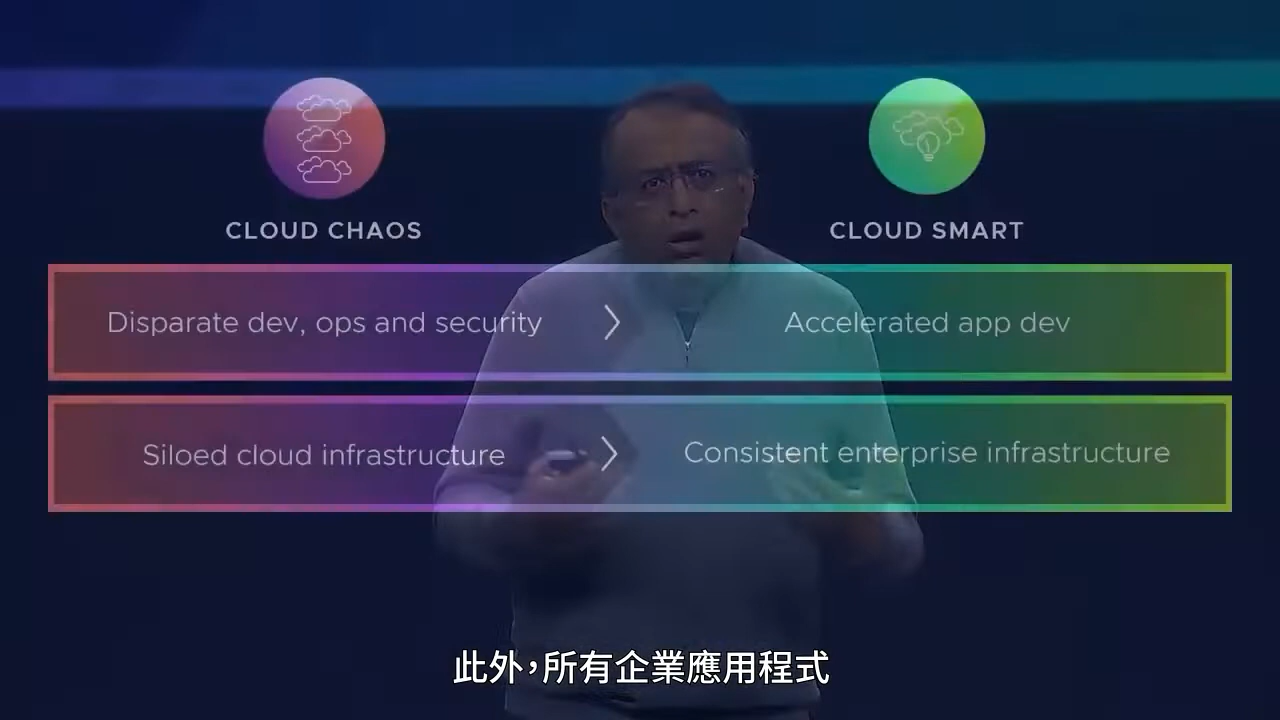 CLOUD CHAOS
CLOUD SMART
Disparate dev, ops and security
Accelerated app dev
Siloed cloud infrastructure
Consistent enterprise infrastructure
此外，所有企業應用程式